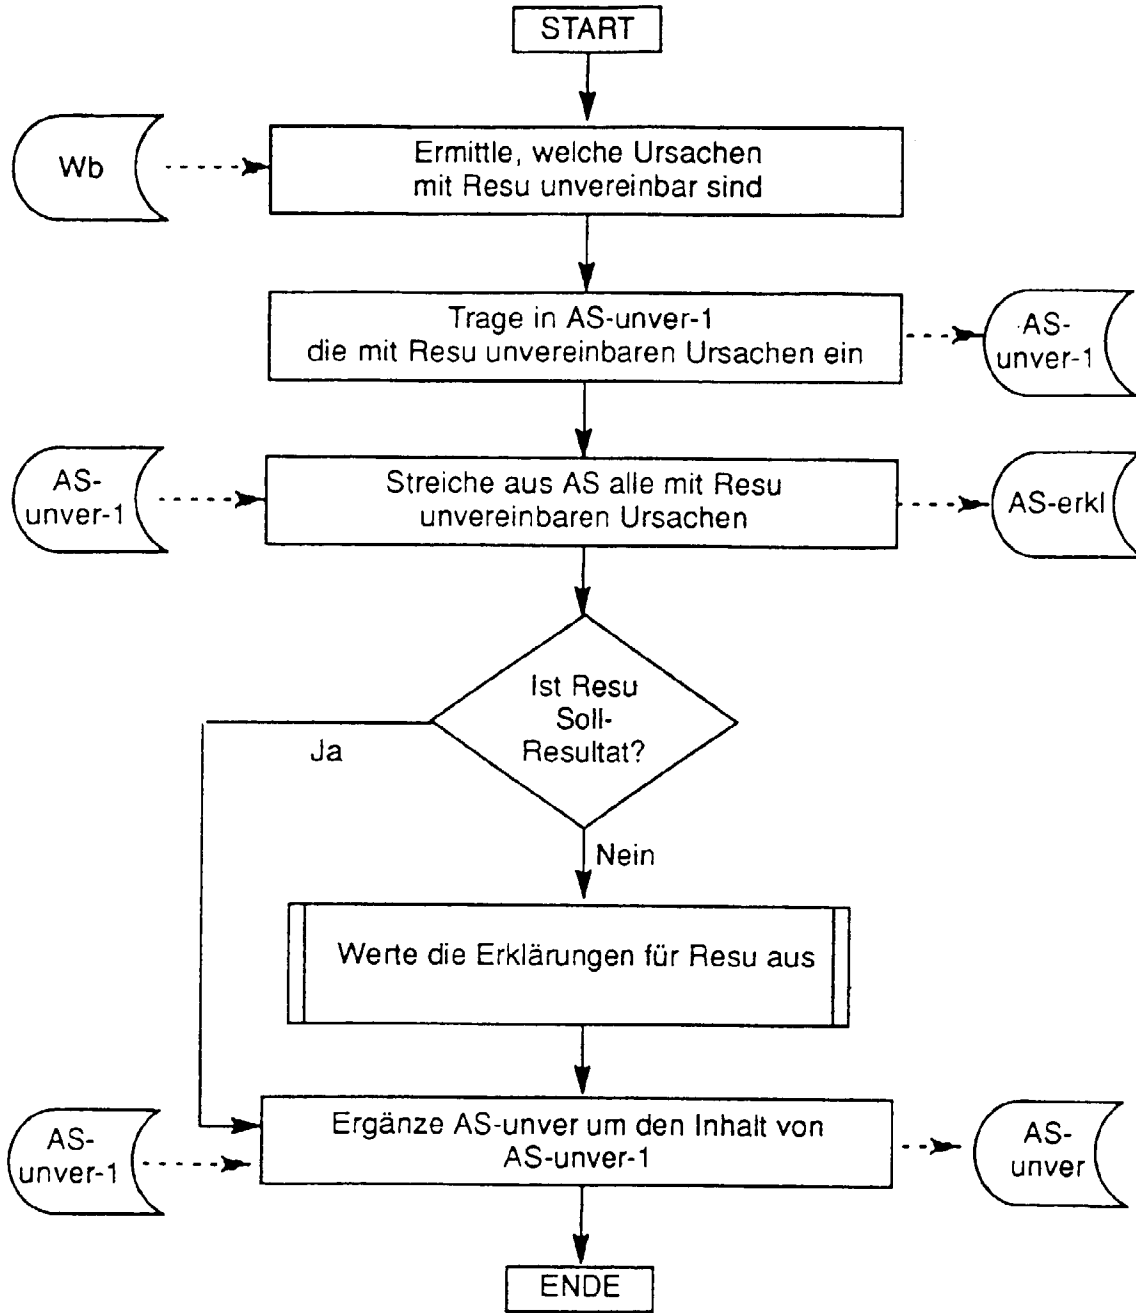 START
Wb
Ermittle, welche Ursachen
mit Resu unvereinbar sind
Trage in AS-unver-1
die mit Resu unvereinbaren Ursachen ein
AS-
unver-1
AS-
unver-1
Streiche aus AS alle mit Resu
unvereinbaren Ursachen
AS-erkl
Ist Resu
Soll-
Resultat?
Ja
Nein
Werte die Erklärungen für Resu aus
AS-
unver-1
Ergänze AS-unver um den Inhalt von
AS-unver-1
AS-
unver
ENDE